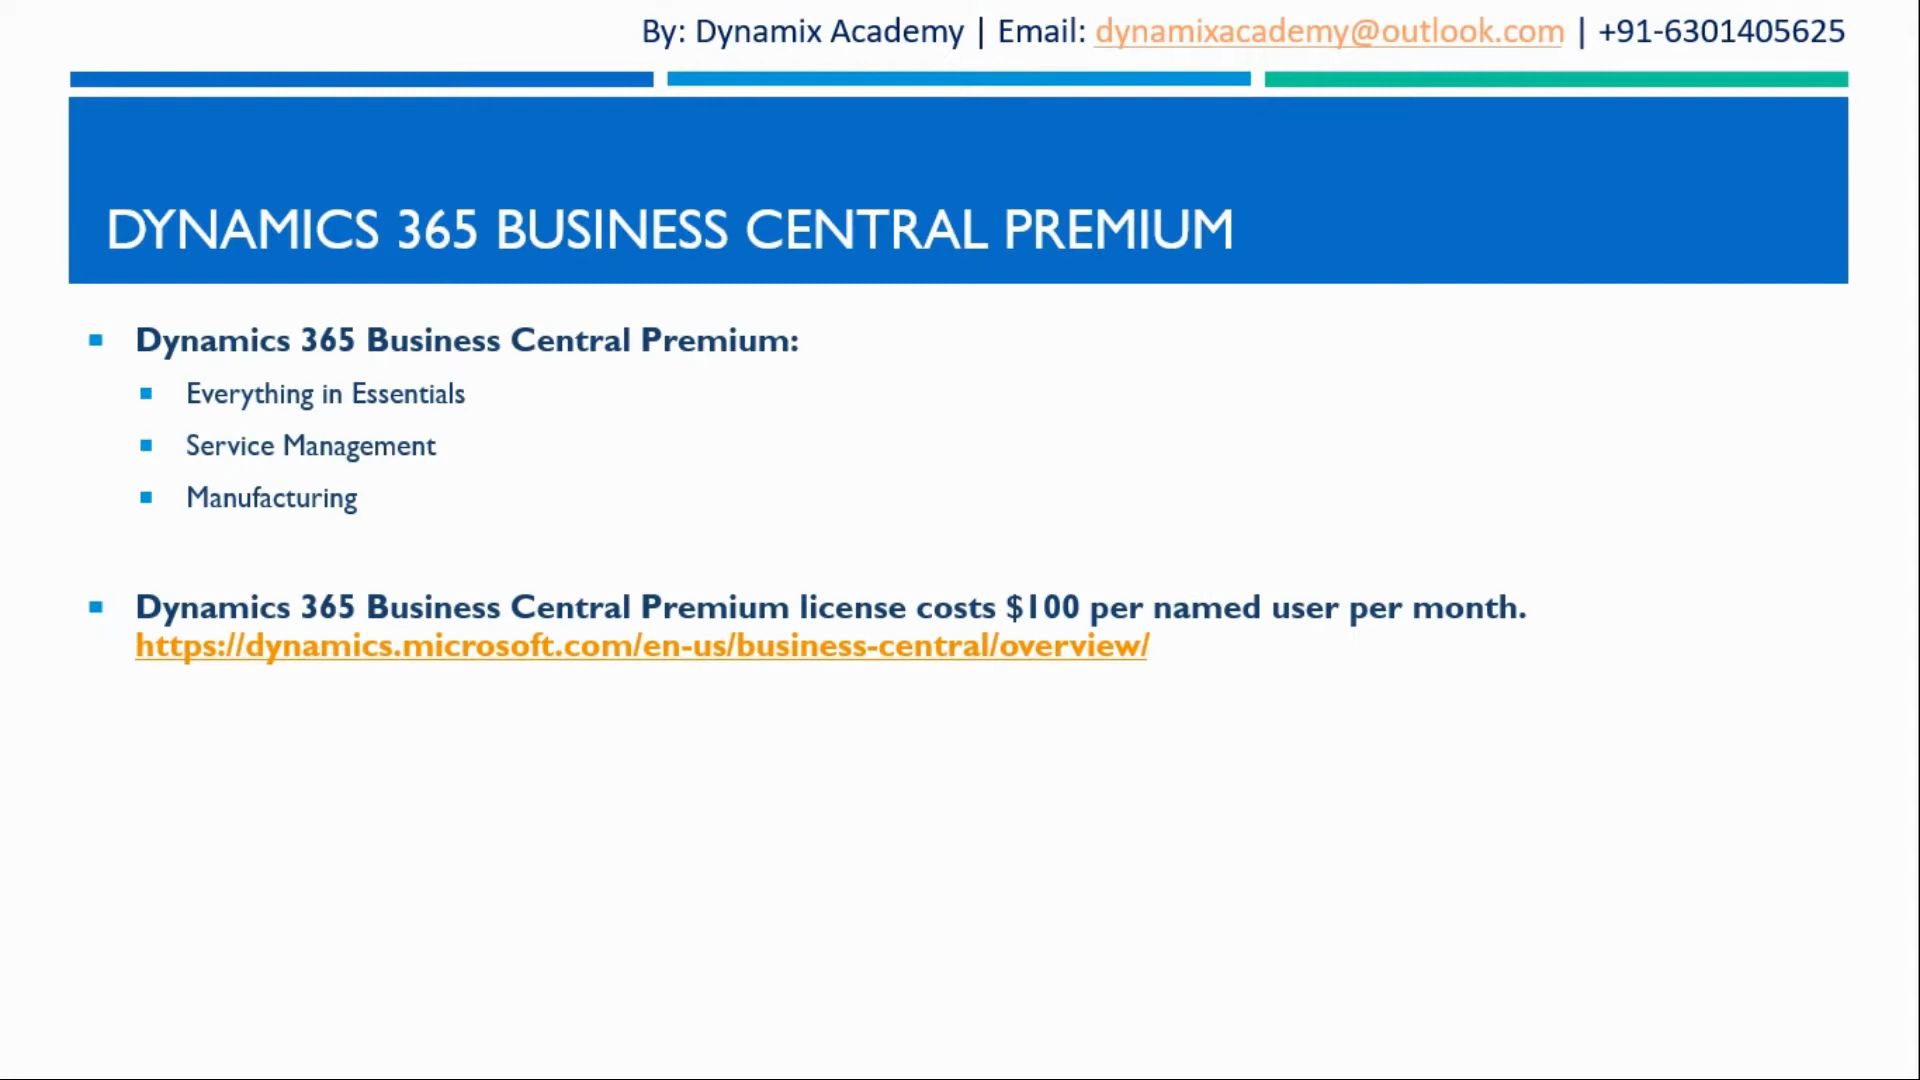 By: Dynamix Academy | Email: dynamixacademy@outlook.com | +91-6301405625
DYNAMICS 365 BUSINESS CENTRAL PREMIUM
Dynamics 365 Business Central Premium:
Everything in Essentials
Service Management
Manufacturing
Dynamics 365 Business Central Premium license costs $100 per named user per month.
https://dynamics.microsoft.com/en-us/business-central/overview/